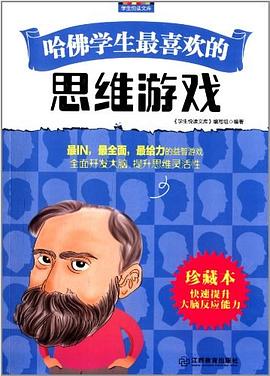 学生悦读文库
哈佛学生最喜欢的
思维游戏
《学生悦读文库》编写组◎编著
最IN，最全面，最给力的益智游戏
全面开发大脑 提升思维灵活性
珍藏本
快速提升
大脑反应能力
江西教育出版社